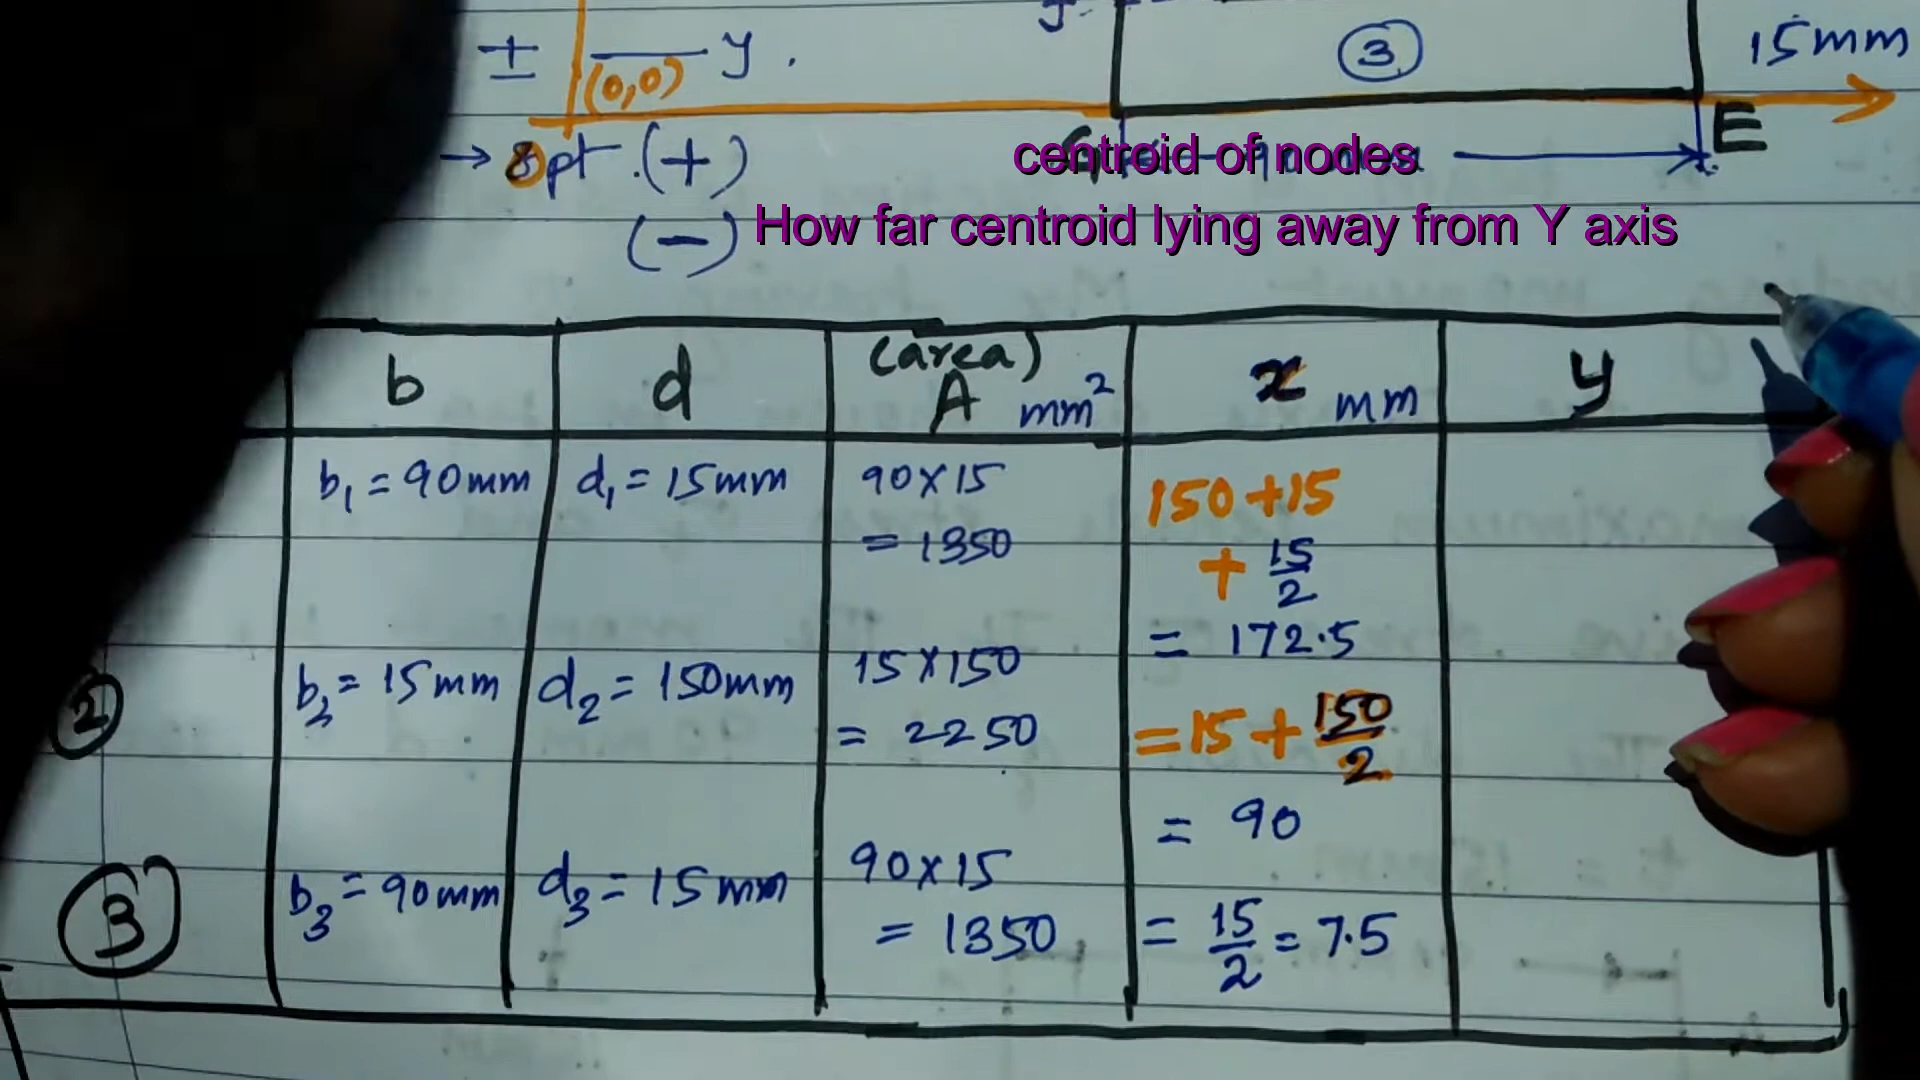 ± y .
(0,0)
③
15mm
E
→ opt. (+)
(-)
centroid of nodes
How far centroid lying away from Y axis
b d (area) A mm² x mm y
b₁ = 90mm d₁ = 15mm 90×15 = 1350 150+15 + 15/2 = 172.5
② b₂ = 15mm d₂ = 150mm 15×150 = 2250 = 15 + 150/2 = 90
③ b₃ = 90mm d₃ = 15mm 90×15 = 1350 = 15/2 = 7.5